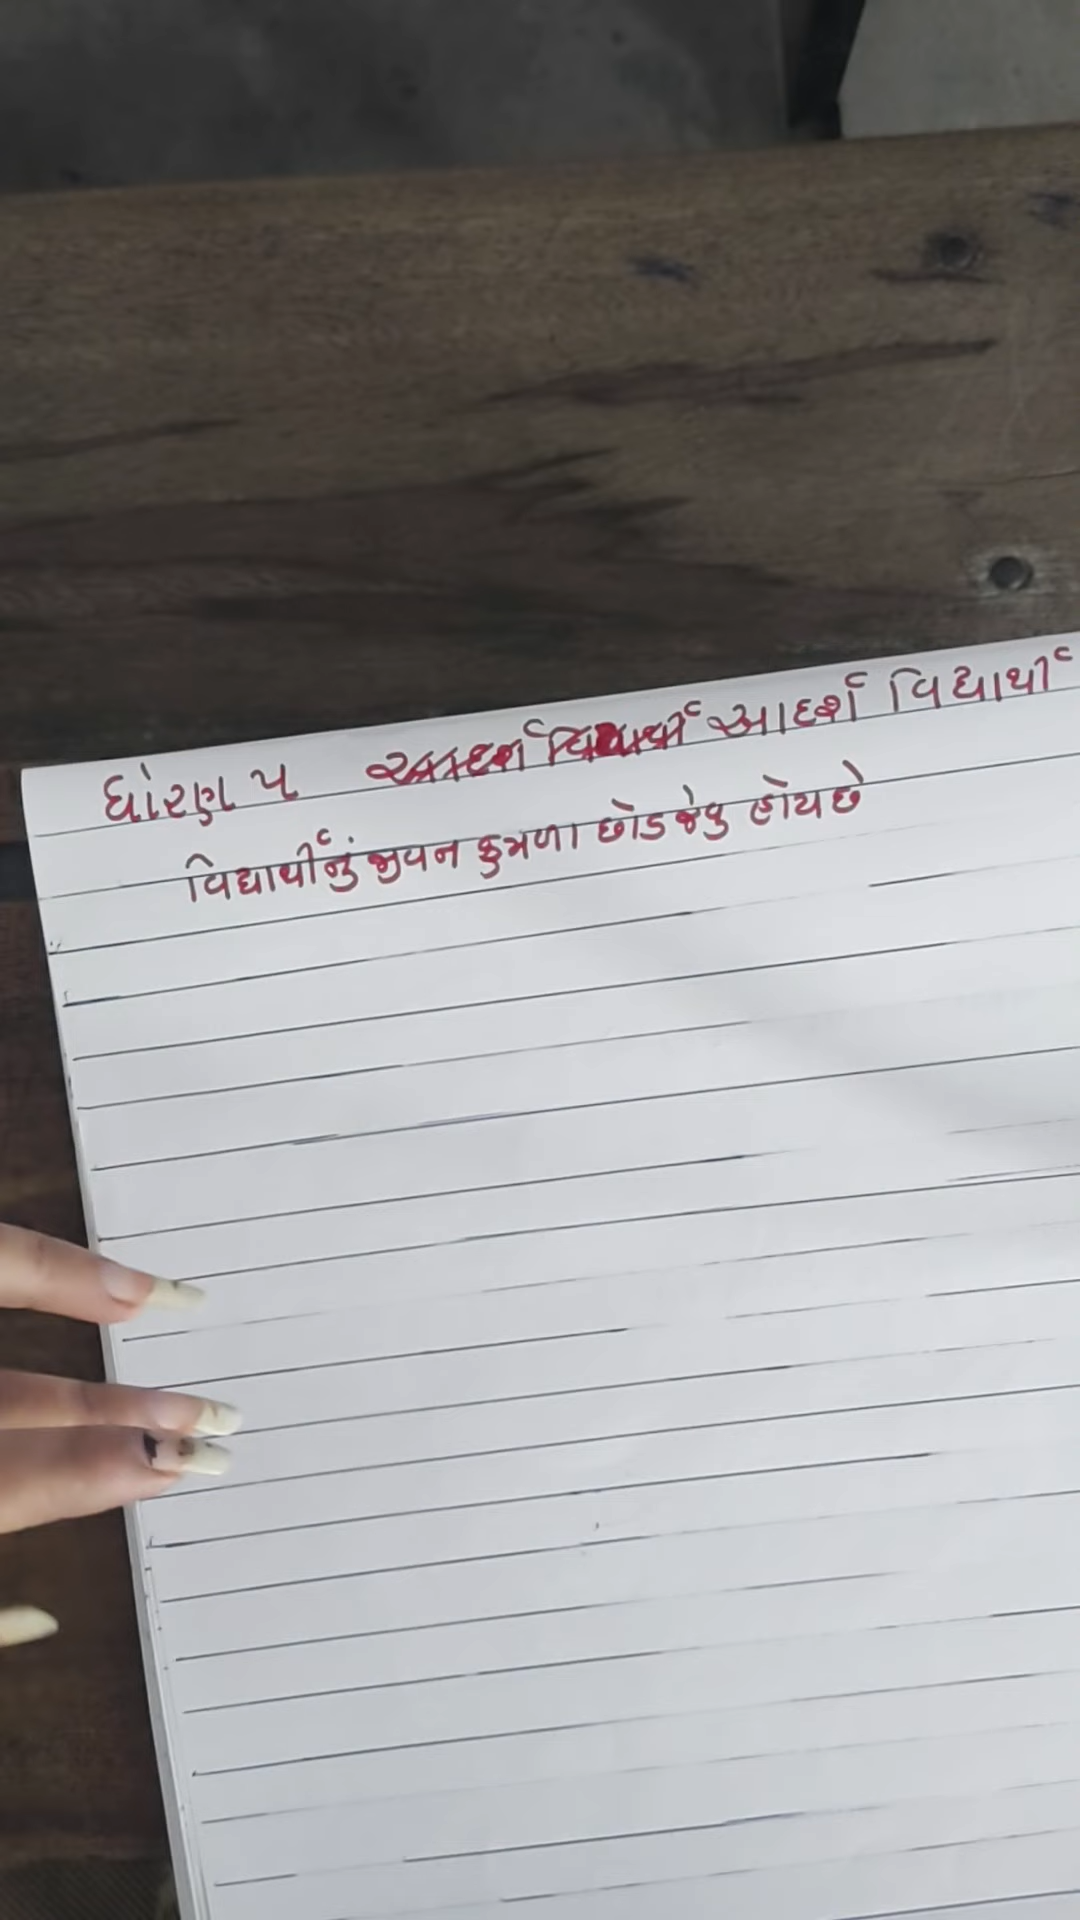 ધોરણ ૫ આદર્શ વિદ્યાર્થી
વિદ્યાર્થીનું જીવન કુમળા છોડ જેવુ હોય છે